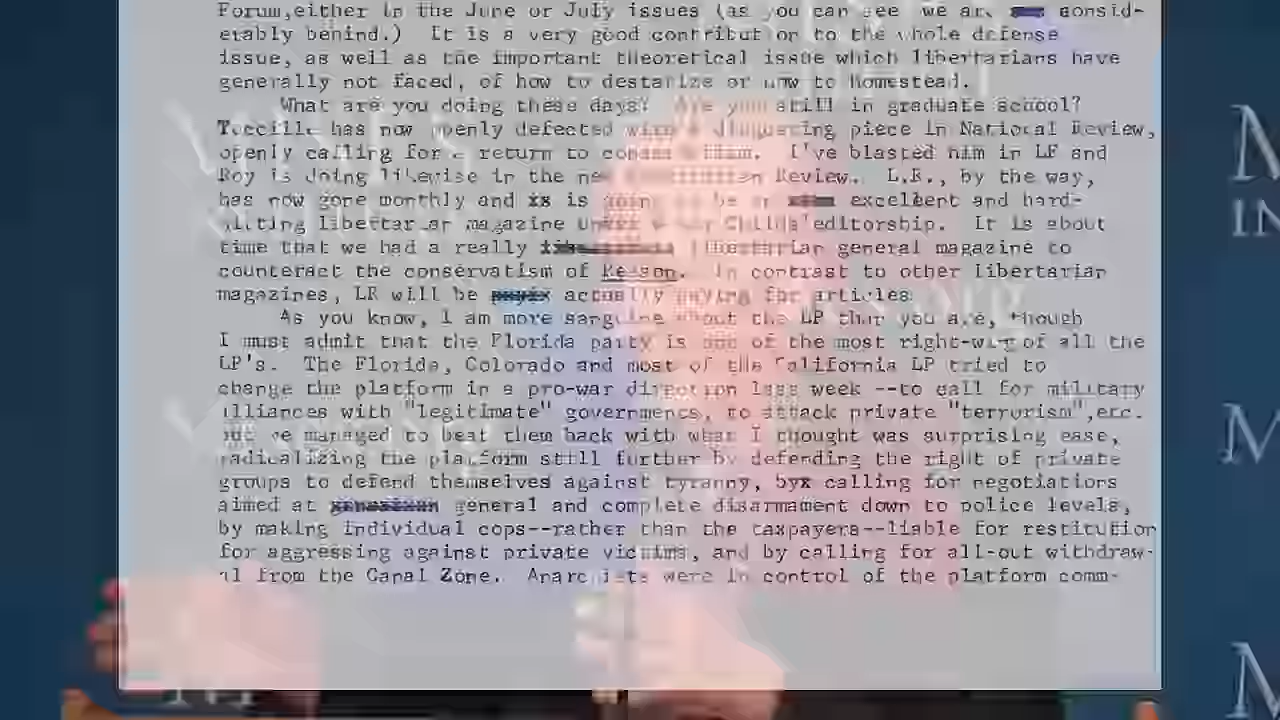 Forum,either in the June or July issues (as you can see we are consid-
erably behind.) It is a very good contribution to the whole defense
issue, as well as the important theoretical issue which libertarians have
generally not faced, of how to destatize or how to homestead.
What are you doing these days? Are you still in graduate school?
Tuccille has now openly defected with a disgusting piece in National Review,
openly calling for a return to conservatism. I've blasted him in LF and
Roy is doing likewise in the new Libertarian Review.. L.R., by the way,
has now gone monthly and is going to be an excellent and hard-
hitting libertarian magazine under Childs'editorship. It is about
time that we had a really libertarian general magazine to
counteract the conservatism of Reason. In contrast to other libertarian
magazines, LR will be actually paying for articles
As you know, I am more sanguine about the LP than you are, though
I must admit that the Florida party is one of the most right-wing of all the
LP's. The Florida, Colorado and most of the California LP tried to
change the platform in a pro-war direction last week --to call for military
alliances with "legitimate" governments, to attack private "terrorism",etc.
but we managed to beat them back with what I thought was surprising ease,
radicalizing the platform still further by defending the right of private
groups to defend themselves against tyranny, byx calling for negotiations
aimed at general and complete disarmament down to police levels,
by making individual cops--rather than the taxpayers--liable for restitution
for aggressing against private victims, and by calling for all-out withdraw-
al from the Canal Zone. Anarchists were in control of the platform comm-
M
IN
M
M